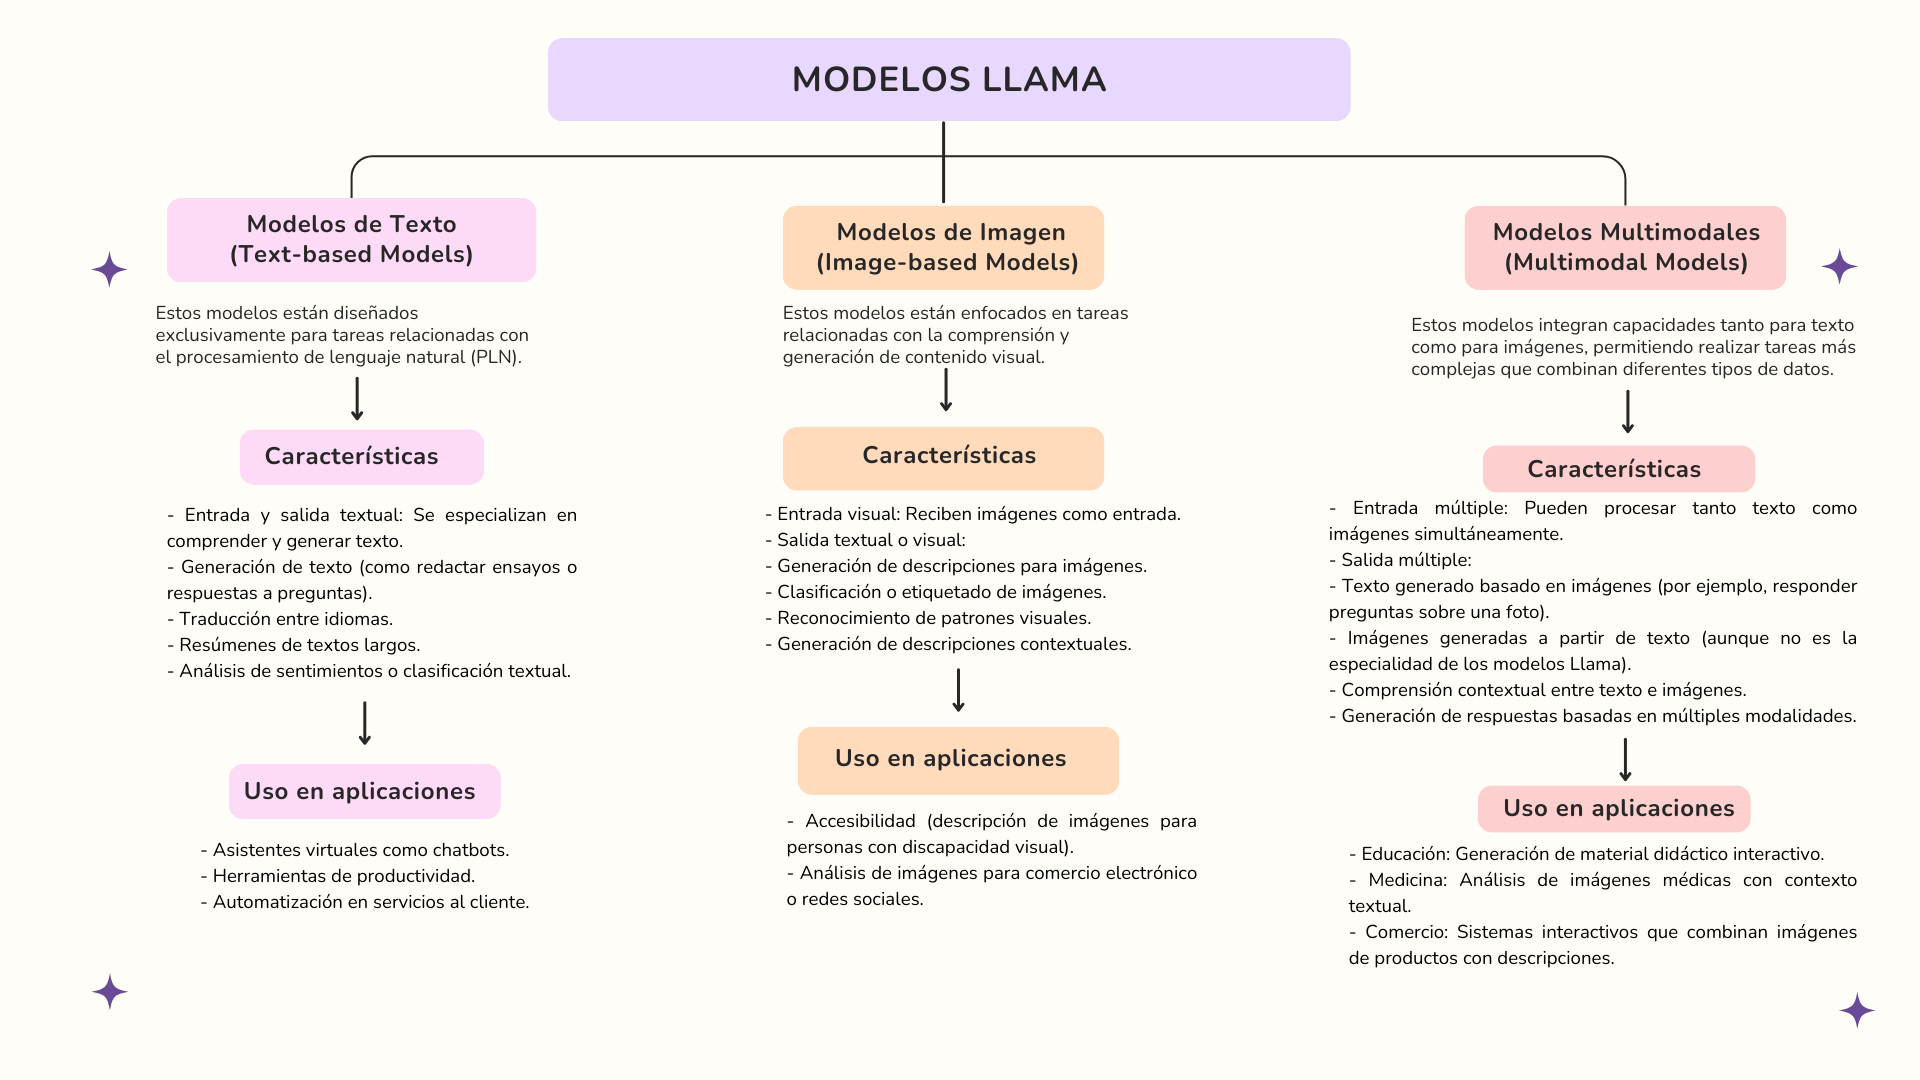 MODELOS LLAMA
Modelos de Texto
(Text-based Models)
Estos modelos están diseñados
exclusivamente para tareas relacionadas con
el procesamiento de lenguaje natural (PLN).
Características
- Entrada y salida textual: Se especializan en
comprender y generar texto.
- Generación de texto (como redactar ensayos o
respuestas a preguntas).
- Traducción entre idiomas.
- Resúmenes de textos largos.
- Análisis de sentimientos o clasificación textual.
Uso en aplicaciones
- Asistentes virtuales como chatbots.
- Herramientas de productividad.
- Automatización en servicios al cliente.
Modelos de Imagen
(Image-based Models)
Estos modelos están enfocados en tareas
relacionadas con la comprensión y
generación de contenido visual.
Características
- Entrada visual: Reciben imágenes como entrada.
- Salida textual o visual:
- Generación de descripciones para imágenes.
- Clasificación o etiquetado de imágenes.
- Reconocimiento de patrones visuales.
- Generación de descripciones contextuales.
Uso en aplicaciones
- Accesibilidad (descripción de imágenes para
personas con discapacidad visual).
- Análisis de imágenes para comercio electrónico
o redes sociales.
Modelos Multimodales
(Multimodal Models)
Estos modelos integran capacidades tanto para texto
como para imágenes, permitiendo realizar tareas más
complejas que combinan diferentes tipos de datos.
Características
- Entrada múltiple: Pueden procesar tanto texto como
imágenes simultáneamente.
- Salida múltiple:
- Texto generado basado en imágenes (por ejemplo, responder
preguntas sobre una foto).
- Imágenes generadas a partir de texto (aunque no es la
especialidad de los modelos Llama).
- Comprensión contextual entre texto e imágenes.
- Generación de respuestas basadas en múltiples modalidades.
Uso en aplicaciones
- Educación: Generación de material didáctico interactivo.
- Medicina: Análisis de imágenes médicas con contexto
textual.
- Comercio: Sistemas interactivos que combinan imágenes
de productos con descripciones.